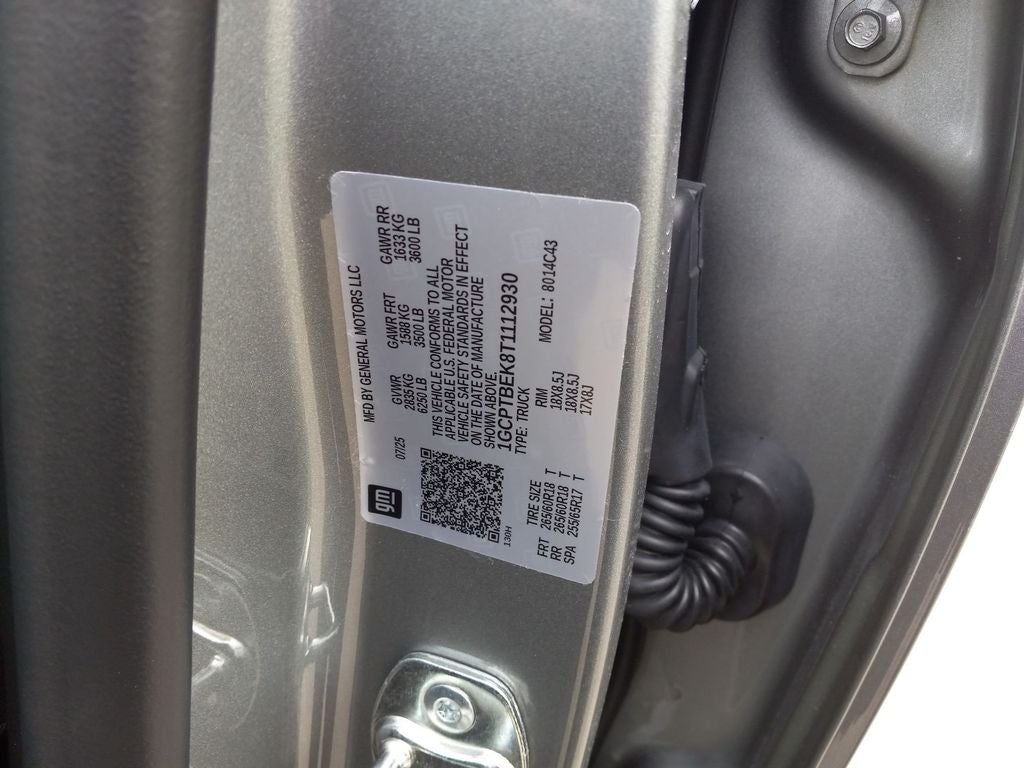 MFD BY GENERAL MOTORS LLC
07/25 GVWR GAWR FRT GAWR RR
2835KG 1588 KG 1633 KG
6250 LB 3500 LB 3600 LB
THIS VEHICLE CONFORMS TO ALL
APPLICABLE U.S. FEDERAL MOTOR
VEHICLE SAFETY STANDARDS IN EFFECT
ON THE DATE OF MANUFACTURE
SHOWN ABOVE.
1GCPTBEK8T1112930
TYPE: TRUCK MODEL: 8014C43
gm
130H
TIRE SIZE RIM
FRT 265/60R18 T 18X8.5J
RR 265/60R18 T 18X8.5J
SPA 255/65R17 T 17X8J